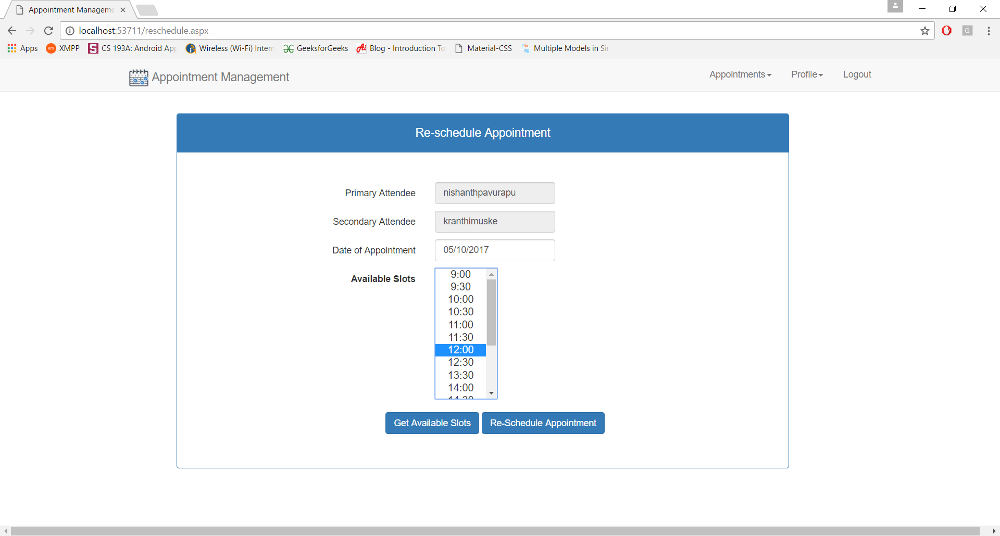 Appointment Manageme
localhost:53711/reschedule.aspx
Apps XMPP CS 193A: Android App Wireless (Wi-Fi) Intern GeeksforGeeks Blog - Introduction To Material-CSS Multiple Models in Sin
Appointment Management Appointments Profile Logout
Re-schedule Appointment
Primary Attendee nishanthpavurapu
Secondary Attendee kranthimuske
Date of Appointment 05/10/2017
Available Slots 9:00
9:30
10:00
10:30
11:00
11:30
12:00
12:30
13:30
14:00
14:30
Get Available Slots Re-Schedule Appointment